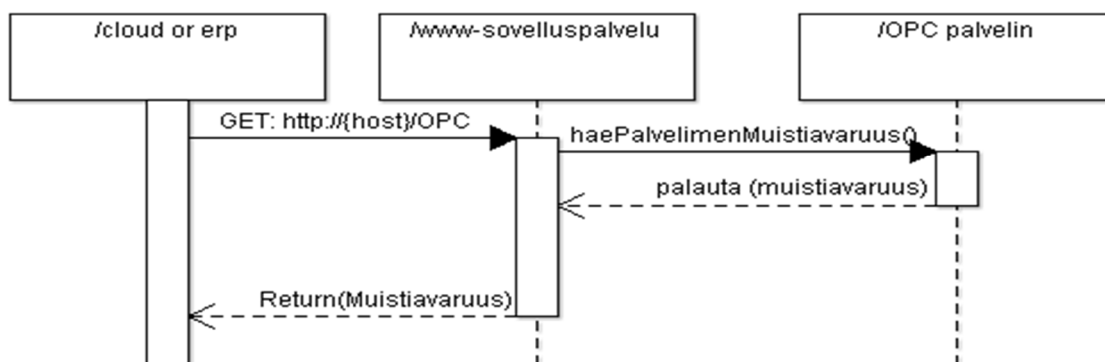 /cloud or erp
/www-sovelluspalvelu
/OPC palvelin
GET: http://{host}/OPC
haePalvelimenMuistiavaruus()
palauta (muistiavaruus)
Return(Muistiavaruus)